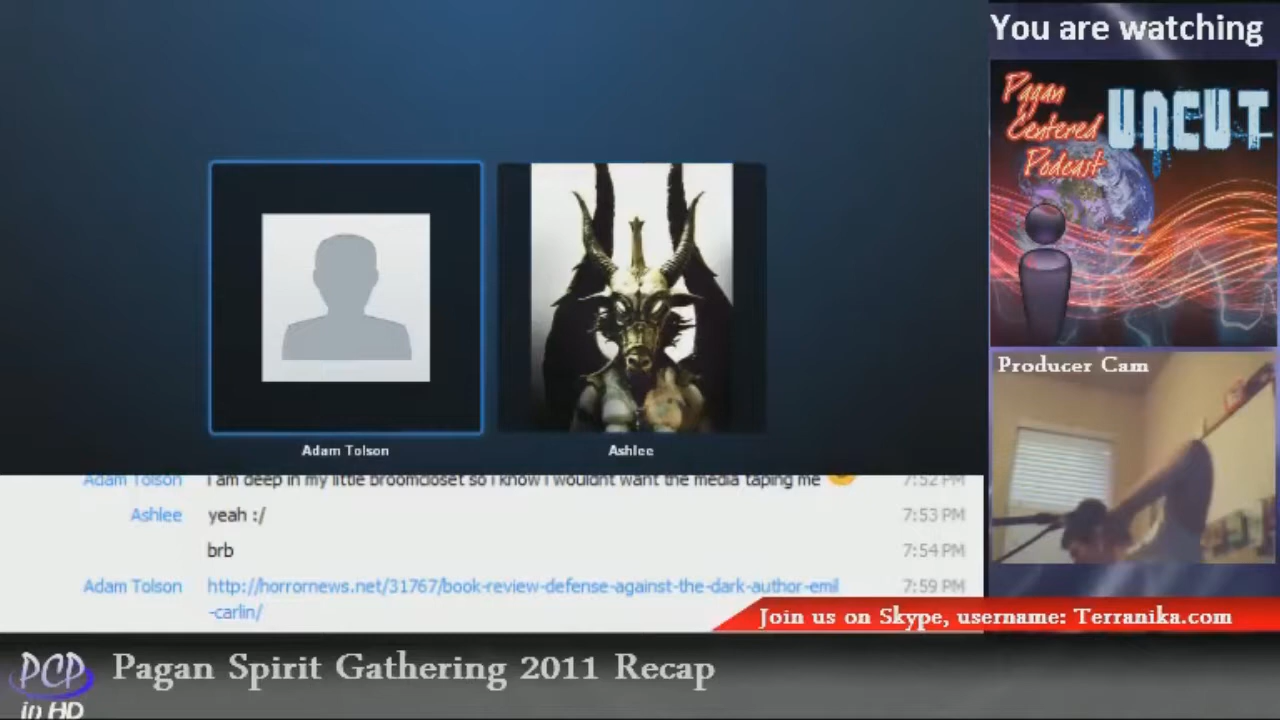 You are watching
Pagan
Centered
Podcast
UNCUT
Producer Cam
Adam Tolson
Ashlee
Adam Tolson I am deep in my little broomcloset so i know i wouldnt want the media taping me 7:52 PM
Ashlee yeah :/ 7:53 PM
brb 7:54 PM
Adam Tolson http://horrornews.net/31767/book-review-defense-against-the-dark-author-emil 7:59 PM
-carlin/
Join us on Skype, username: Terranika.com
PCP
in HD
Pagan Spirit Gathering 2011 Recap